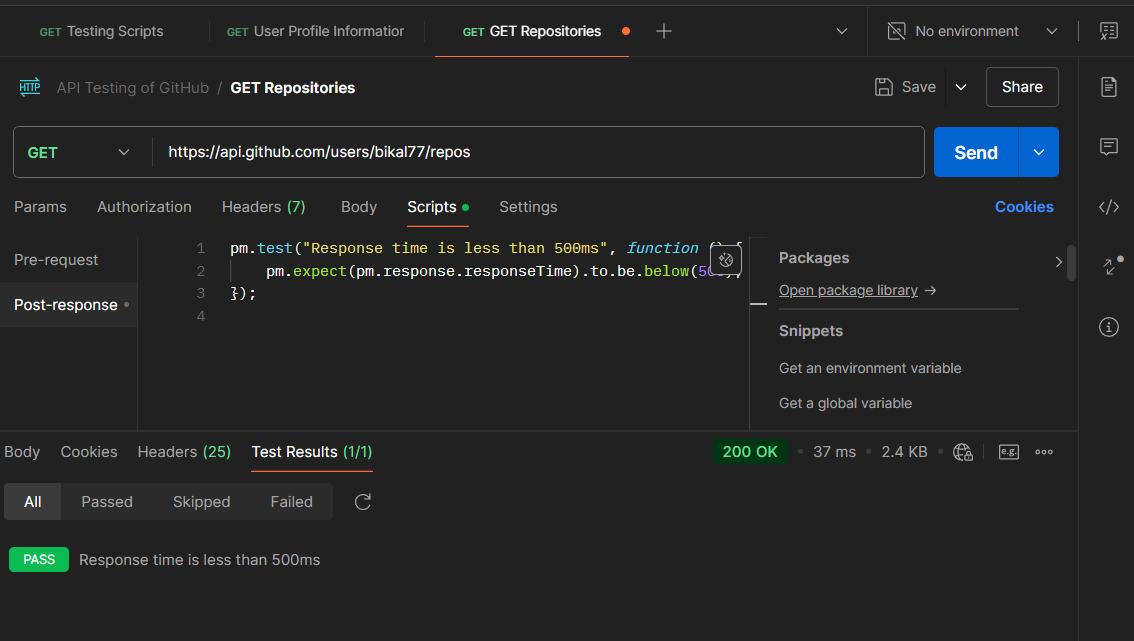 GET Testing Scripts
GET User Profile Informatior
GET GET Repositories
No environment
HTTP
API Testing of GitHub / GET Repositories
Save
Share
GET
https://api.github.com/users/bikal77/repos
Send
Params
Authorization
Headers (7)
Body
Scripts
Settings
Cookies
Pre-request
Post-response
1 pm.test("Response time is less than 500ms", function () {
2 pm.expect(pm.response.responseTime).to.be.below(
3 });
4
Packages
Open package library →
Snippets
Get an environment variable
Get a global variable
Body
Cookies
Headers (25)
Test Results (1/1)
200 OK
37 ms
2.4 KB
e.g.
All
Passed
Skipped
Failed
PASS Response time is less than 500ms